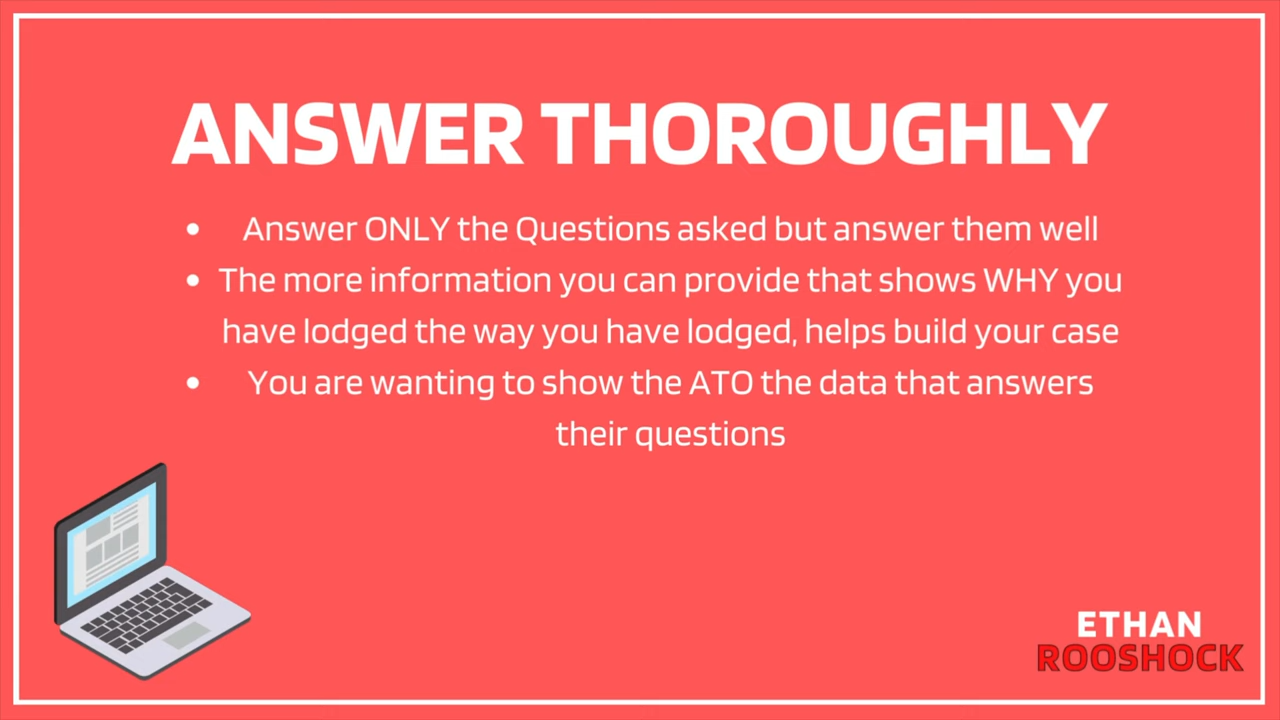 ANSWER THOROUGHLY
• Answer ONLY the Questions asked but answer them well
• The more information you can provide that shows WHY you
have lodged the way you have lodged, helps build your case
• You are wanting to show the ATO the data that answers
their questions
ETHAN
ROOSHOCK